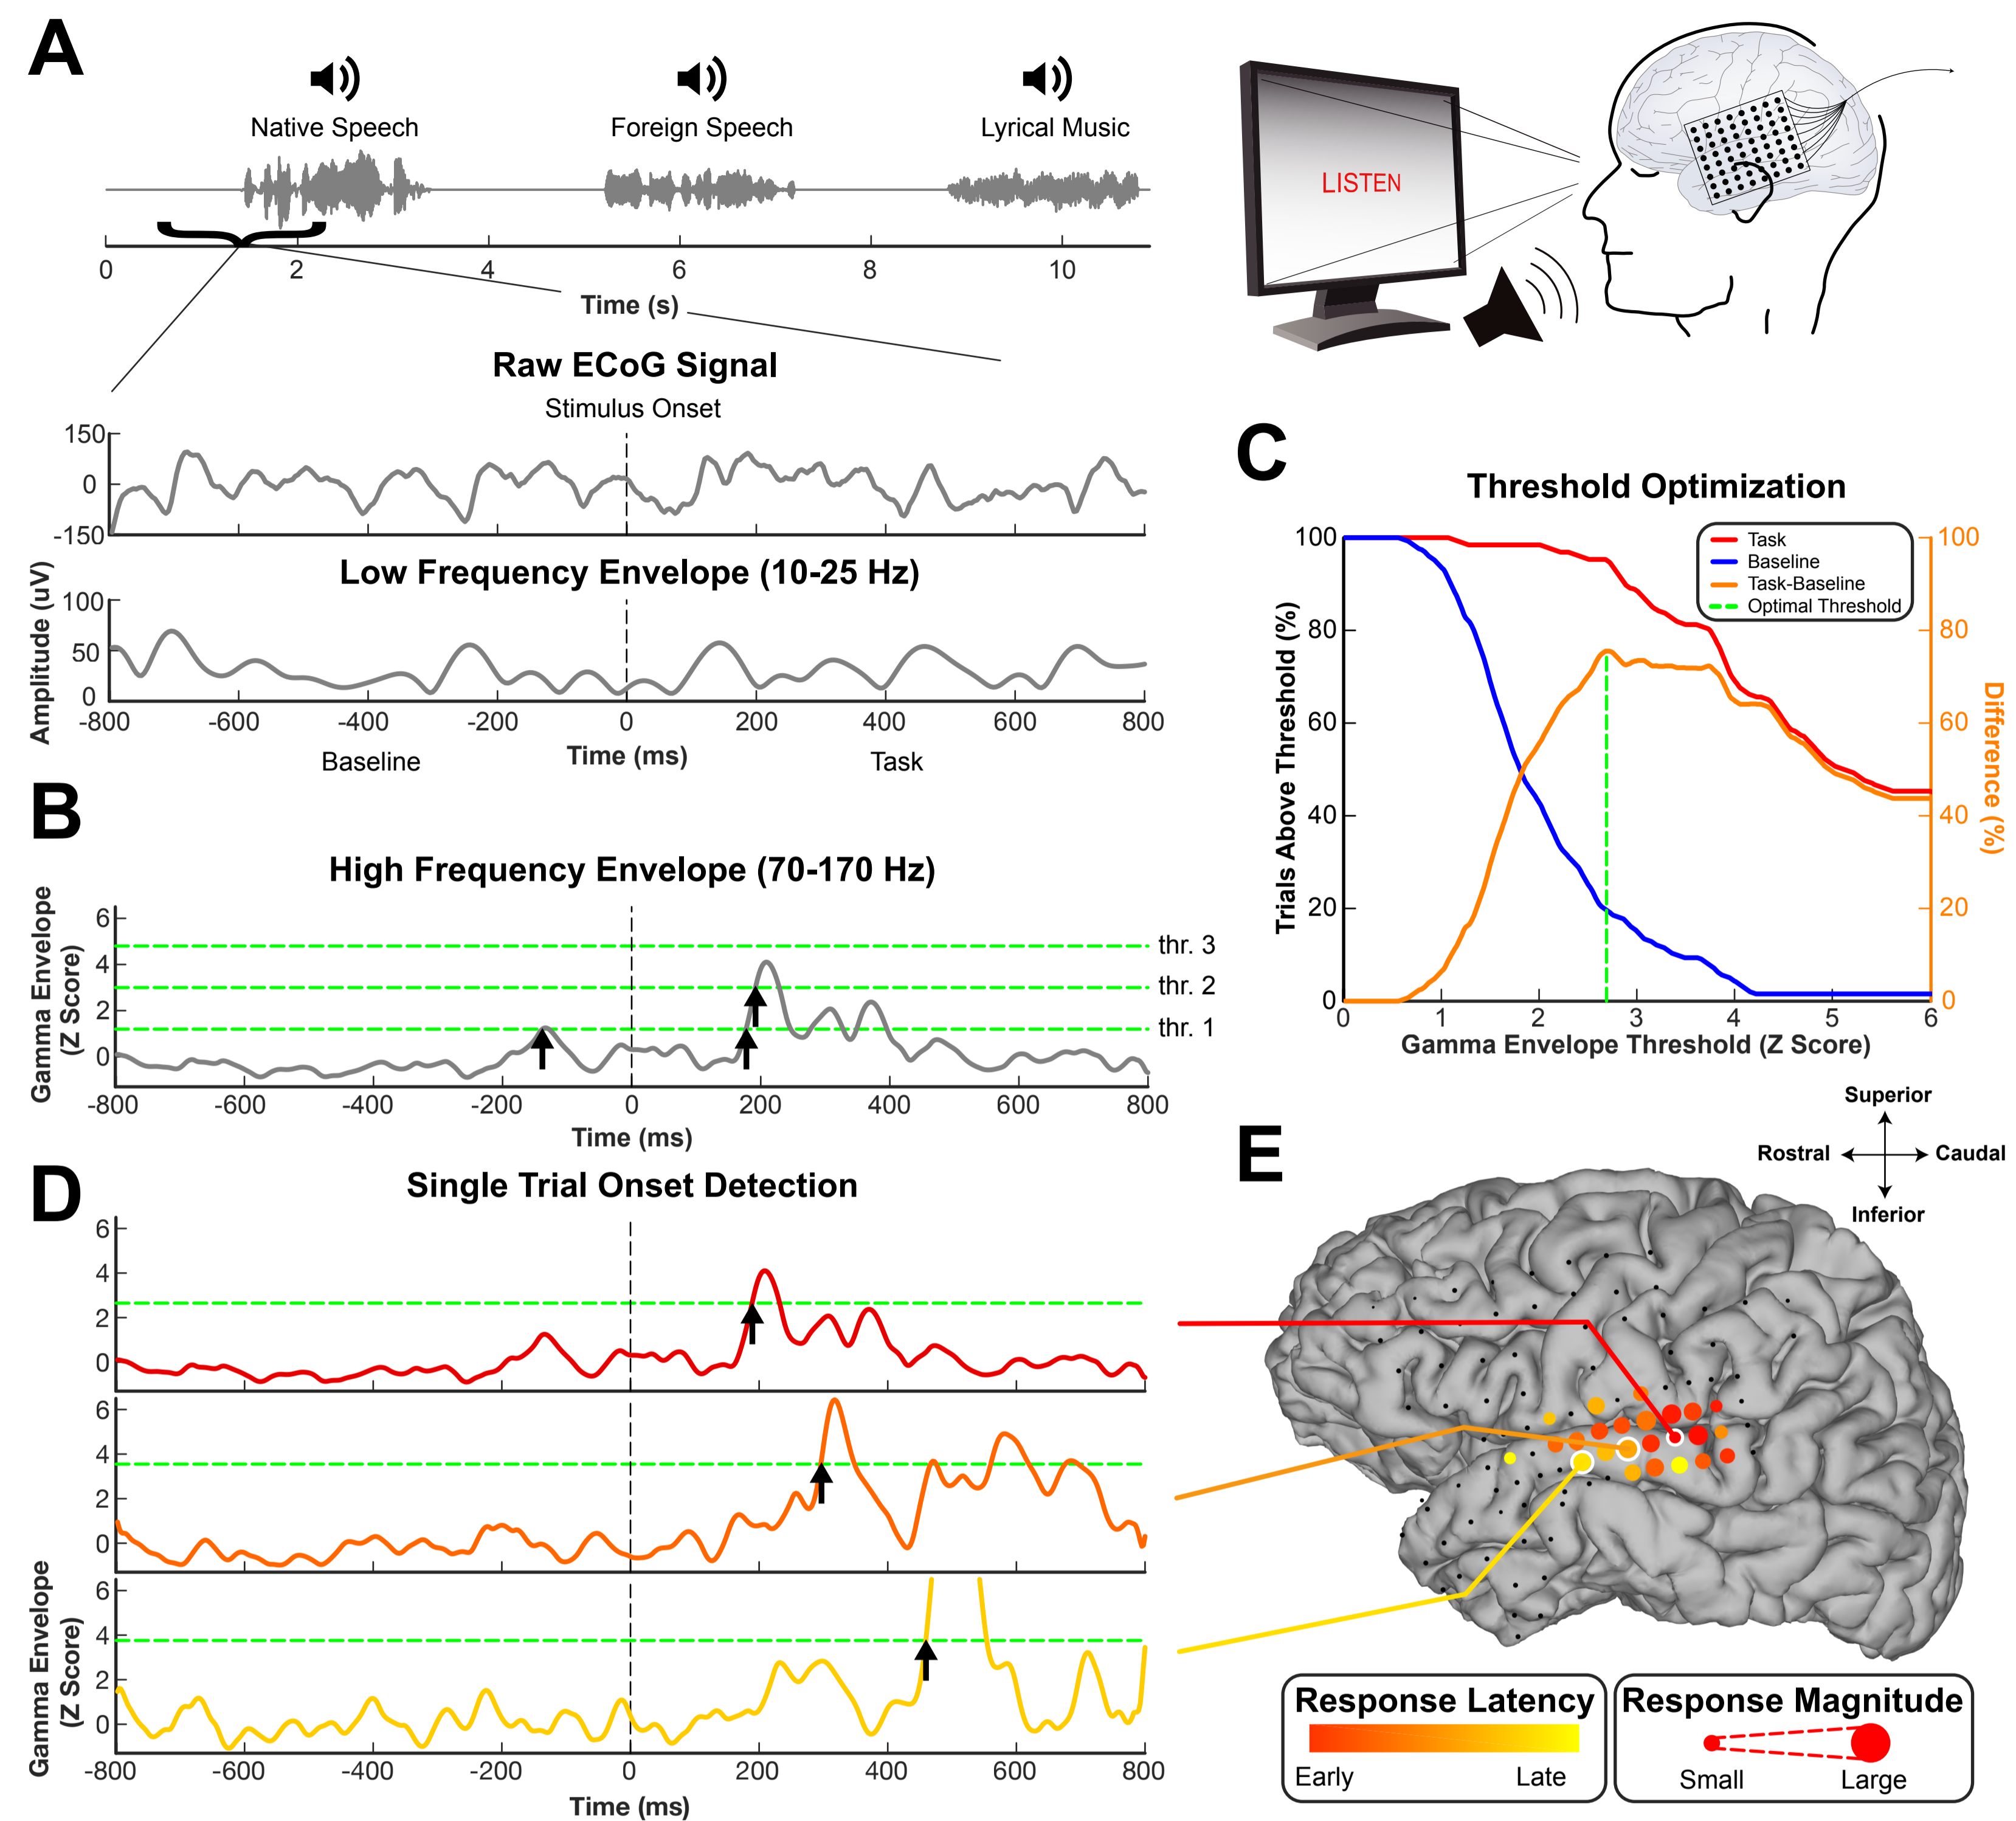 A
Native Speech
Foreign Speech
Lyrical Music
0 2 4 6 8 10
Time (s)
LISTEN
Raw ECoG Signal
Stimulus Onset
150
0
-150
Low Frequency Envelope (10-25 Hz)
Amplitude (uV)
100
50
0
-800 -600 -400 -200 0 200 400 600 800
Baseline
Time (ms)
Task
B
High Frequency Envelope (70-170 Hz)
Gamma Envelope
(Z Score)
6
4
2
0
thr. 3
thr. 2
thr. 1
-800 -600 -400 -200 0 200 400 600 800
Time (ms)
C
Threshold Optimization
Task
Baseline
Task-Baseline
Optimal Threshold
Trials Above Threshold (%)
100
80
60
40
20
0
100
80
60
40
20
0
Difference (%)
0 1 2 3 4 5 6
Gamma Envelope Threshold (Z Score)
D
Single Trial Onset Detection
6
4
2
0
6
4
2
0
Gamma Envelope
(Z Score)
6
4
2
0
-800 -600 -400 -200 0 200 400 600 800
Time (ms)
E
Superior
Rostral
Caudal
Inferior
Response Latency
Early
Late
Response Magnitude
Small
Large